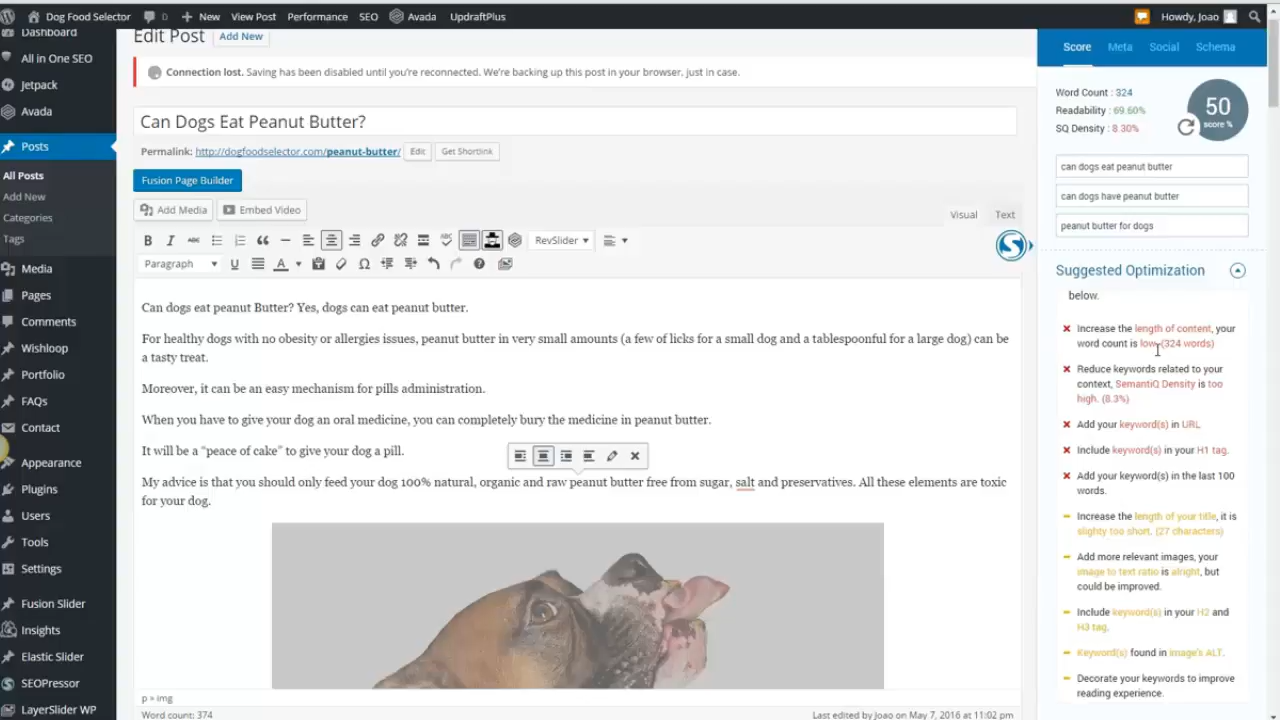 Dog Food Selector 0 + New View Post Performance SEO Avada UpdraftPlus Howdy, Joao
Dashboard
All in One SEO
Jetpack
Avada
Posts
All Posts
Add New
Categories
Tags
Media
Pages
Comments
Wishloop
Portfolio
FAQs
Contact
Appearance
Plugins
Users
Tools
Settings
Fusion Slider
Insights
Elastic Slider
SEOPressor
LayerSlider WP
Edit Post Add New
Connection lost. Saving has been disabled until you're reconnected. We're backing up this post in your browser, just in case.
Can Dogs Eat Peanut Butter?
Permalink: http://dogfoodselector.com/peanut-butter/ Edit Get Shortlink
Fusion Page Builder
Add Media Embed Video
Visual Text
B I ABC RevSlider
Paragraph U A
Can dogs eat peanut Butter? Yes, dogs can eat peanut butter.
For healthy dogs with no obesity or allergies issues, peanut butter in very small amounts (a few of licks for a small dog and a tablespoonful for a large dog) can be
a tasty treat.
Moreover, it can be an easy mechanism for pills administration.
When you have to give your dog an oral medicine, you can completely bury the medicine in peanut butter.
It will be a “peace of cake” to give your dog a pill.
My advice is that you should only feed your dog 100% natural, organic and raw peanut butter free from sugar, salt and preservatives. All these elements are toxic
for your dog.
p » img
Word count: 374 Last edited by Joao on May 7, 2016 at 11:02 pm
Score Meta Social Schema
Word Count : 324
Readability : 69.60%
SQ Density : 8.30%
50
score %
can dogs eat peanut butter
can dogs have peanut butter
peanut butter for dogs
Suggested Optimization
below.
Increase the length of content, your
word count is low. (324 words)
Reduce keywords related to your
context, SemantiQ Density is too
high. (8.3%)
Add your keyword(s) in URL.
Include keyword(s) in your H1 tag.
Add your keyword(s) in the last 100
words.
Increase the length of your title, it is
slighty too short. (27 characters)
Add more relevant images, your
image to text ratio is alright, but
could be improved.
Include keyword(s) in your H2 and
H3 tag.
Keyword(s) found in image's ALT.
Decorate your keywords to improve
reading experience.